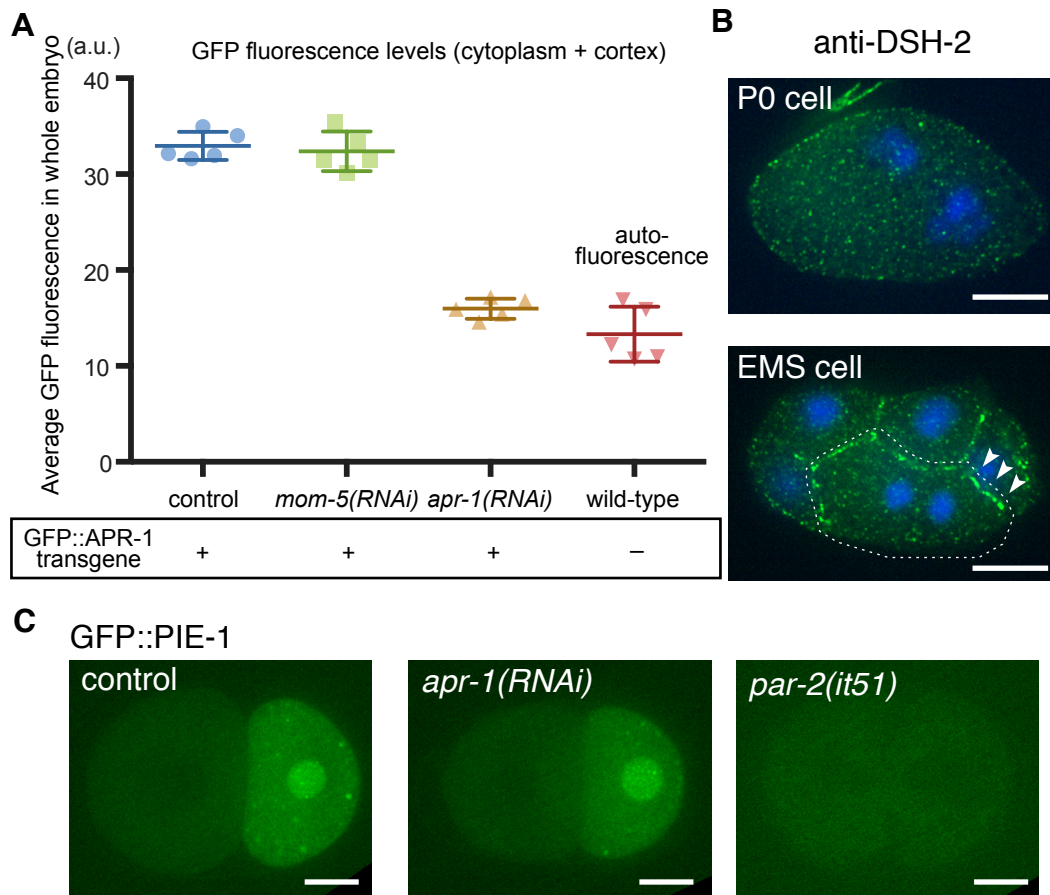 A
(a.u.)
GFP fluorescence levels (cytoplasm + cortex)
Average GFP fluorescence in whole embryo
40
30
20
10
0
auto-
fluorescence
control
mom-5(RNAi)
apr-1(RNAi)
wild-type
GFP::APR-1
transgene
+
+
+
–
B
anti-DSH-2
P0 cell
EMS cell
C
GFP::PIE-1
control
apr-1(RNAi)
par-2(it51)